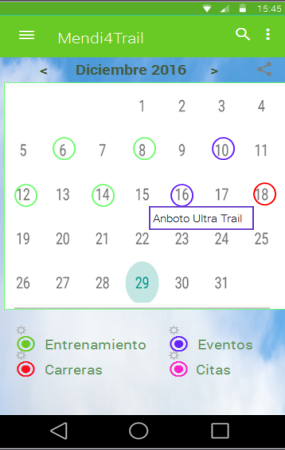 15:45
Mendi4Trail
< Diciembre 2016 >
1 2 3 4
5 6 7 8 9 10 11
12 13 14 15 16 17 18
Anboto Ultra Trail
19 20 21 22 23 24 25
26 27 28 29 30 31
Entrenamiento Eventos
Carreras Citas